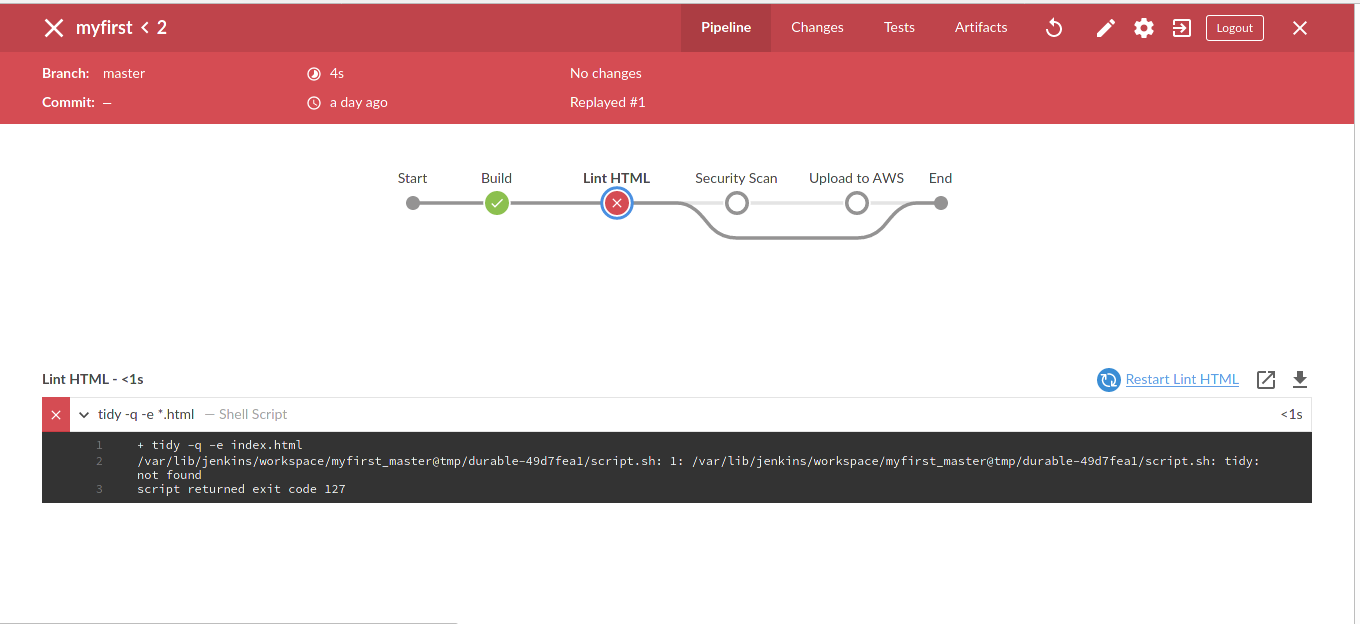 myfirst < 2
Pipeline Changes Tests Artifacts Logout
Branch: master 4s No changes
Commit: — a day ago Replayed #1
Start Build Lint HTML Security Scan Upload to AWS End
Lint HTML - <1s Restart Lint HTML
tidy -q -e *.html — Shell Script <1s
1 + tidy -q -e index.html
2 /var/lib/jenkins/workspace/myfirst_master@tmp/durable-49d7fea1/script.sh: 1: /var/lib/jenkins/workspace/myfirst_master@tmp/durable-49d7fea1/script.sh: tidy:
not found
3 script returned exit code 127